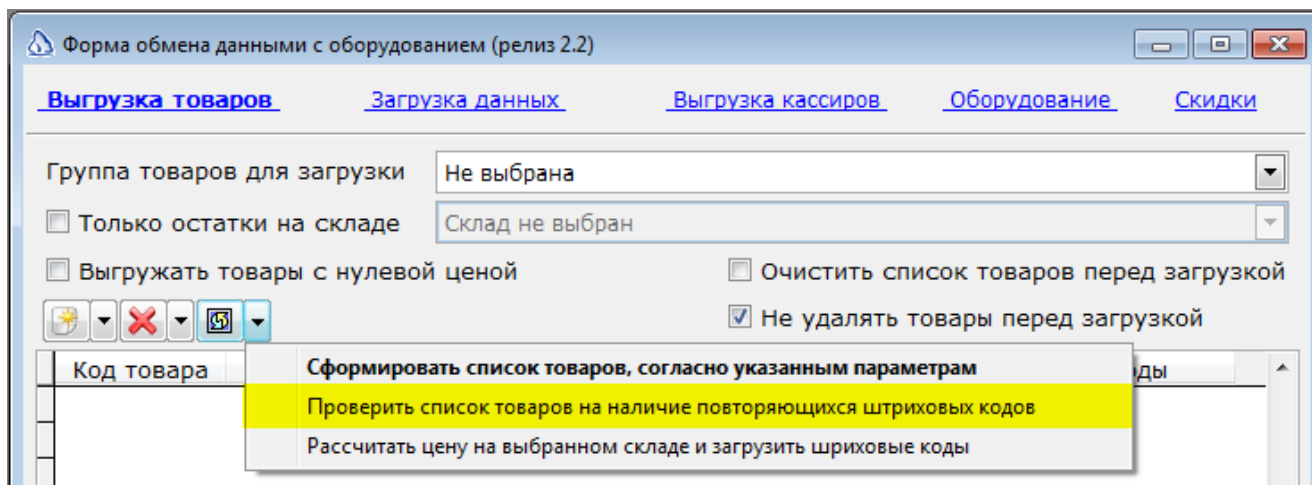 Форма обмена данными с оборудованием (релиз 2.2)
Выгрузка товаров Загрузка данных Выгрузка кассиров Оборудование Скидки
Группа товаров для загрузки Не выбрана
Только остатки на складе Склад не выбран
Выгружать товары с нулевой ценой Очистить список товаров перед загрузкой
Не удалять товары перед загрузкой
Код товара ды
Сформировать список товаров, согласно указанным параметрам
Проверить список товаров на наличие повторяющихся штриховых кодов
Рассчитать цену на выбранном складе и загрузить шриховые коды